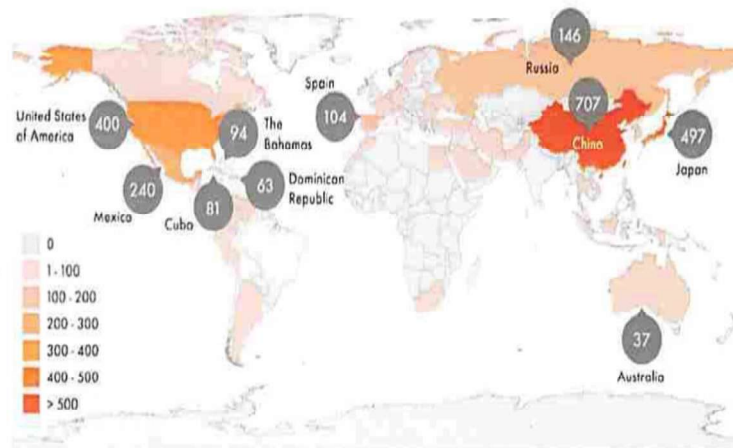 146
Russia
Spain
707
United States
of America
400
94
The
Bahamas
104
China
497
Japan
240
Mexico
Cuba
81
63
Dominican
Republic
0
1 - 100
100 - 200
200 - 300
300 - 400
400 - 500
> 500
37
Australia